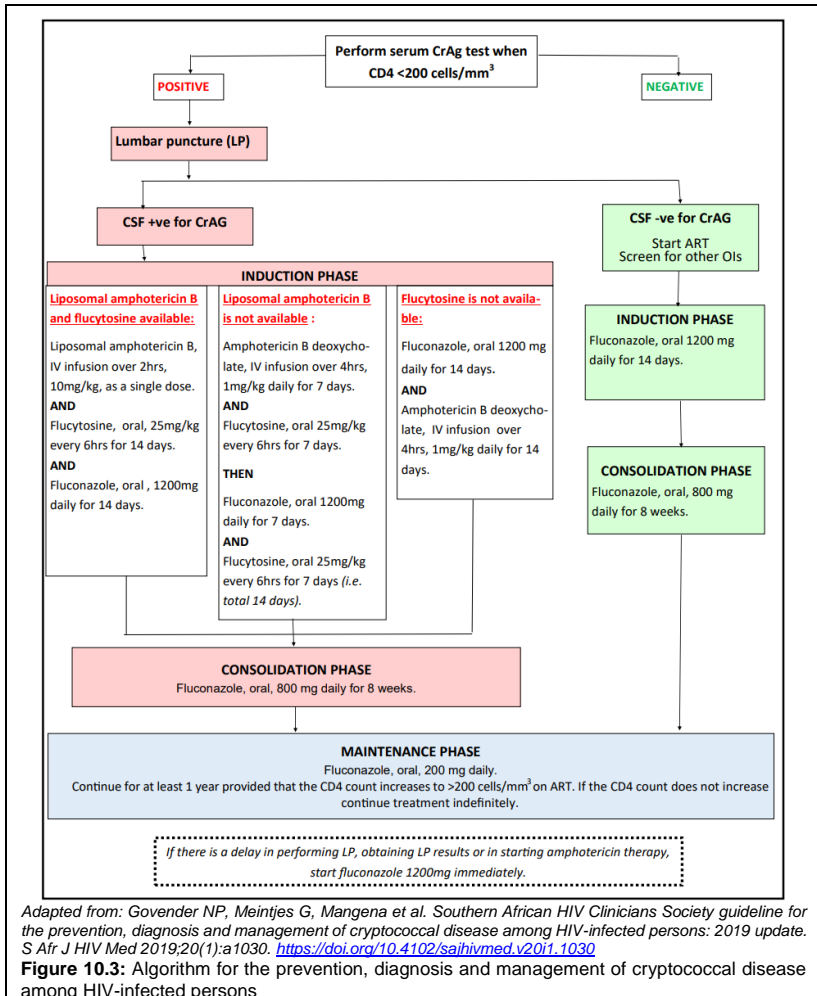 Perform serum CrAg test when
CD4 <200 cells/mm3
POSITIVE
NEGATIVE
Lumbar puncture (LP)
CSF +ve for CrAG
CSF -ve for CrAG
Start ART
Screen for other OIs
INDUCTION PHASE
Liposomal amphotericin B
and flucytosine available:
Liposomal amphotericin B,
IV infusion over 2hrs,
10mg/kg, as a single dose.
AND
Flucytosine, oral, 25mg/kg
every 6hrs for 14 days.
AND
Fluconazole, oral , 1200mg
daily for 14 days.
Liposomal amphotericin B
is not available :
Amphotericin B deoxycho-
late, IV infusion over 4hrs,
1mg/kg daily for 7 days.
AND
Flucytosine, oral 25mg/kg
every 6hrs for 7 days.
THEN
Fluconazole, oral 1200mg
daily for 7 days.
AND
Flucytosine, oral 25mg/kg
every 6hrs for 7 days (i.e.
total 14 days).
Flucytosine is not availa-
ble:
Fluconazole, oral 1200 mg
daily for 14 days.
AND
Amphotericin B deoxycho-
late, IV infusion over
4hrs, 1mg/kg daily for 14
days.
INDUCTION PHASE
Fluconazole, oral 1200 mg
daily for 14 days.
CONSOLIDATION PHASE
Fluconazole, oral, 800 mg
daily for 8 weeks.
CONSOLIDATION PHASE
Fluconazole, oral, 800 mg daily for 8 weeks.
MAINTENANCE PHASE
Fluconazole, oral, 200 mg daily.
Continue for at least 1 year provided that the CD4 count increases to >200 cells/mm3 on ART. If the CD4 count does not increase
continue treatment indefinitely.
If there is a delay in performing LP, obtaining LP results or in starting amphotericin therapy,
start fluconazole 1200mg immediately.
Adapted from: Govender NP, Meintjes G, Mangena et al. Southern African HIV Clinicians Society guideline for
the prevention, diagnosis and management of cryptococcal disease among HIV-infected persons: 2019 update.
S Afr J HIV Med 2019;20(1):a1030. https://doi.org/10.4102/sajhivmed.v20i1.1030
Figure 10.3: Algorithm for the prevention, diagnosis and management of cryptococcal disease
among HIV-infected persons